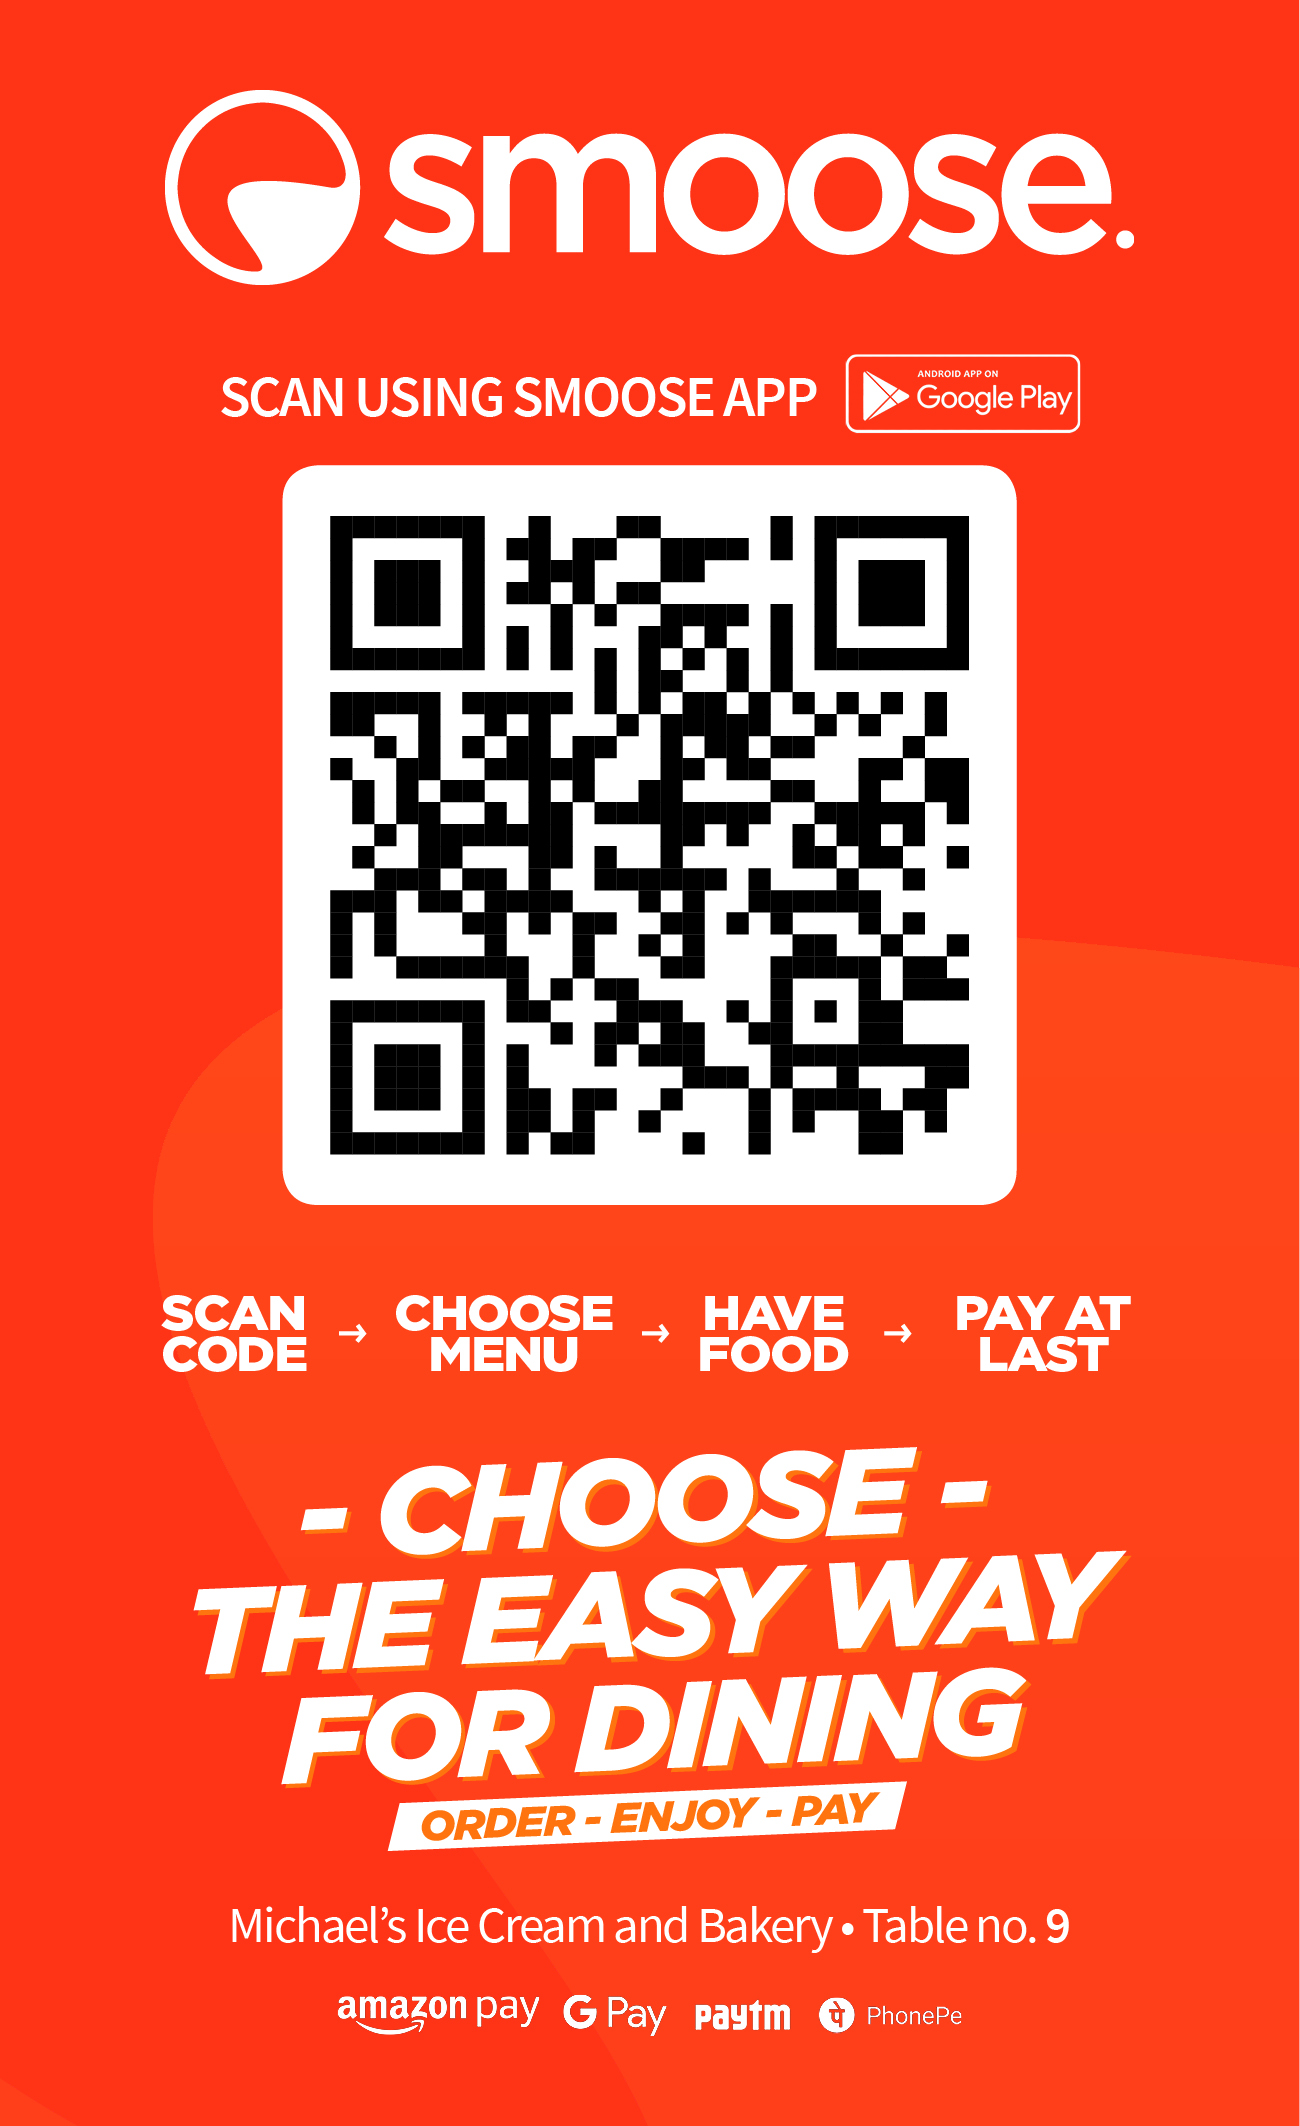 smoose.
SCAN USING SMOOSE APP
ANDROID APP ON
Google Play
SCAN CODE → CHOOSE MENU → HAVE FOOD → PAY AT LAST
- CHOOSE -
THE EASY WAY
FOR DINING
ORDER - ENJOY - PAY
Michael’s Ice Cream and Bakery • Table no. 9
amazon pay G Pay paytm पे PhonePe